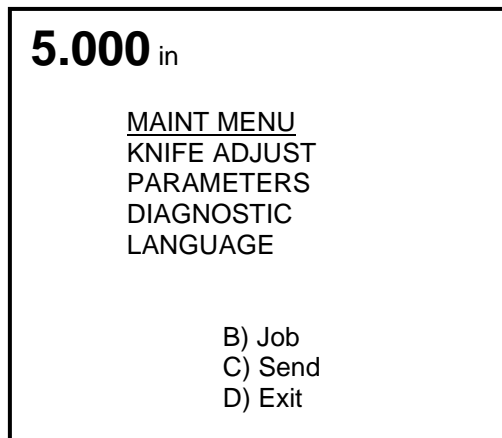 5.000 in
MAINT MENU
KNIFE ADJUST
PARAMETERS
DIAGNOSTIC
LANGUAGE
B) Job
C) Send
D) Exit